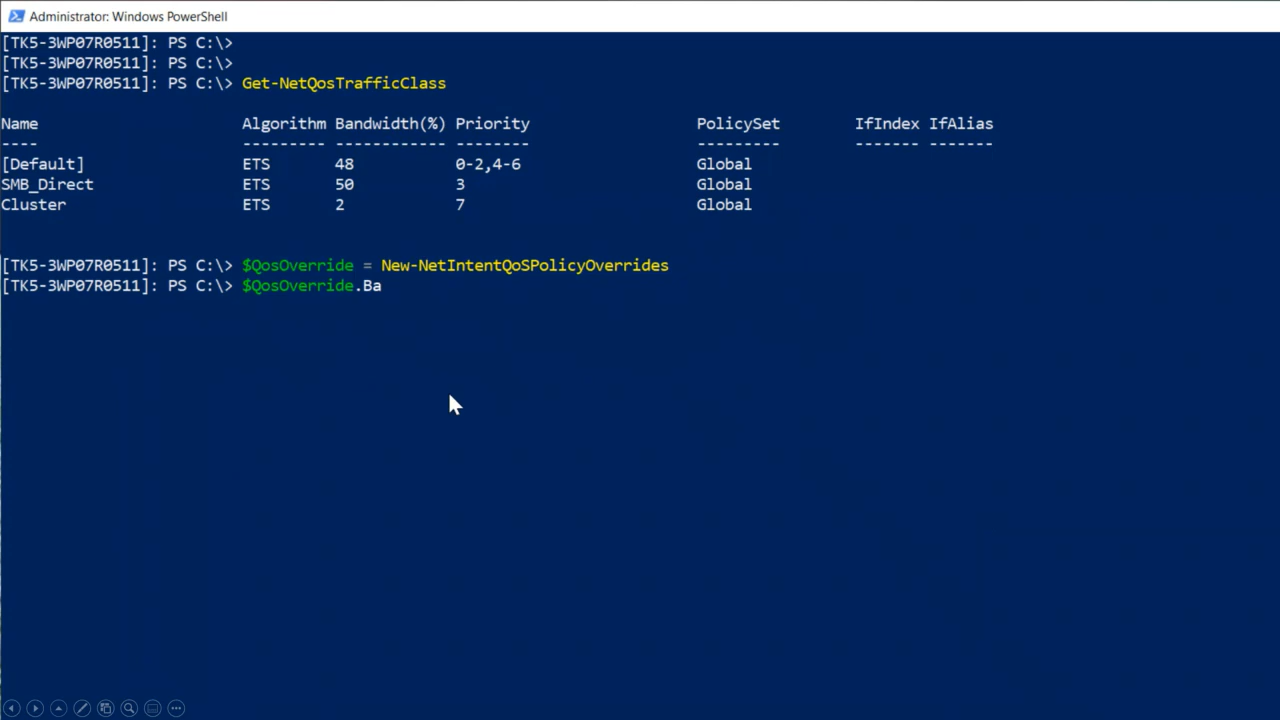 Administrator: Windows PowerShell
[TK5-3WP07R0511]: PS C:\>
[TK5-3WP07R0511]: PS C:\>
[TK5-3WP07R0511]: PS C:\> Get-NetQosTrafficClass
Name Algorithm Bandwidth(%) Priority PolicySet IfIndex IfAlias
---- --------- ------------ -------- --------- ------- -------
[Default] ETS 48 0-2,4-6 Global
SMB_Direct ETS 50 3 Global
Cluster ETS 2 7 Global
[TK5-3WP07R0511]: PS C:\> $QosOverride = New-NetIntentQoSPolicyOverrides
[TK5-3WP07R0511]: PS C:\> $QosOverride.Ba